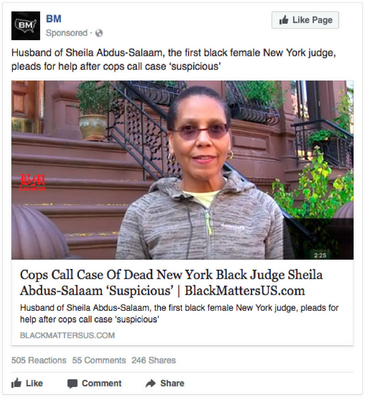 BM
BM
Sponsored ·
Like Page
Husband of Sheila Abdus-Salaam, the first black female New York judge,
pleads for help after cops call case ‘suspicious’
2:25
Cops Call Case Of Dead New York Black Judge Sheila
Abdus-Salaam ‘Suspicious’ | BlackMattersUS.com
Husband of Sheila Abdus-Salaam, the first black female New York judge, pleads for
help after cops call case ‘suspicious’
BLACKMATTERSUS.COM
505 Reactions 55 Comments 246 Shares
Like Comment Share